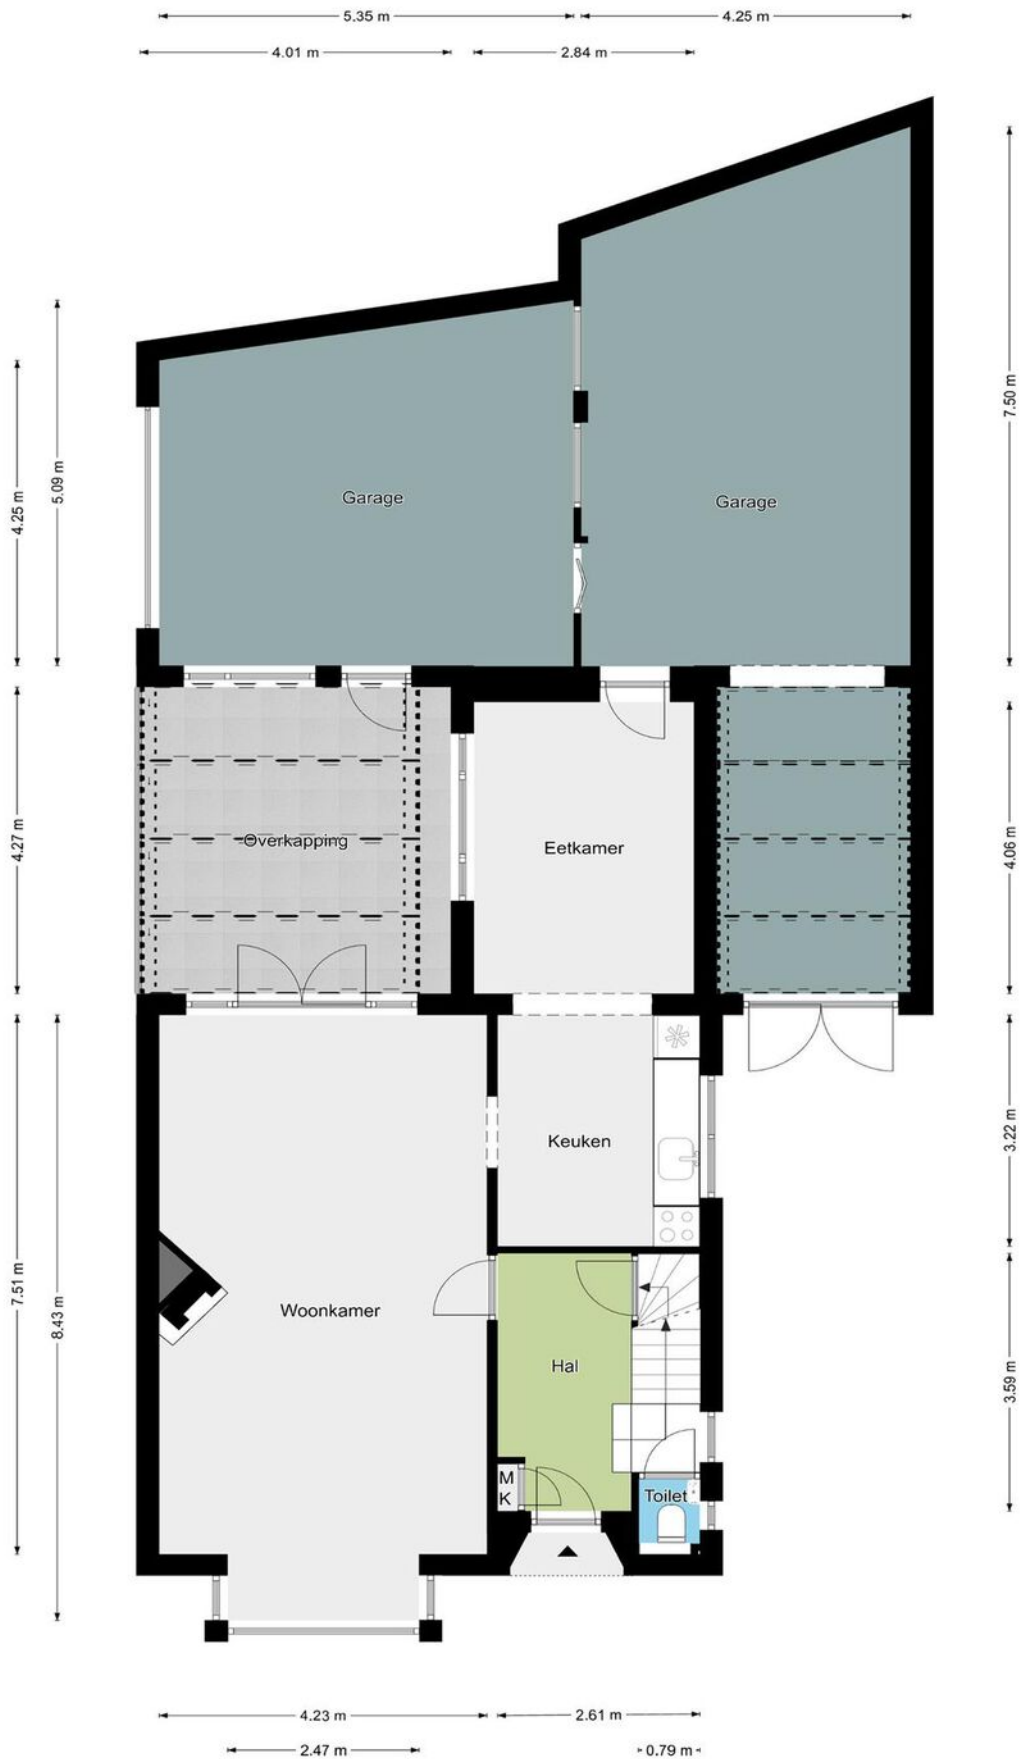 5.35 m
4.25 m
4.01 m
2.84 m
7.50 m
5.09 m
4.25 m
Garage
Garage
4.27 m
4.06 m
Overkapping
Eetkamer
3.22 m
Keuken
7.51 m
8.43 m
Woonkamer
Hal
3.59 m
M
K
Toilet
4.23 m
2.61 m
2.47 m
0.79 m